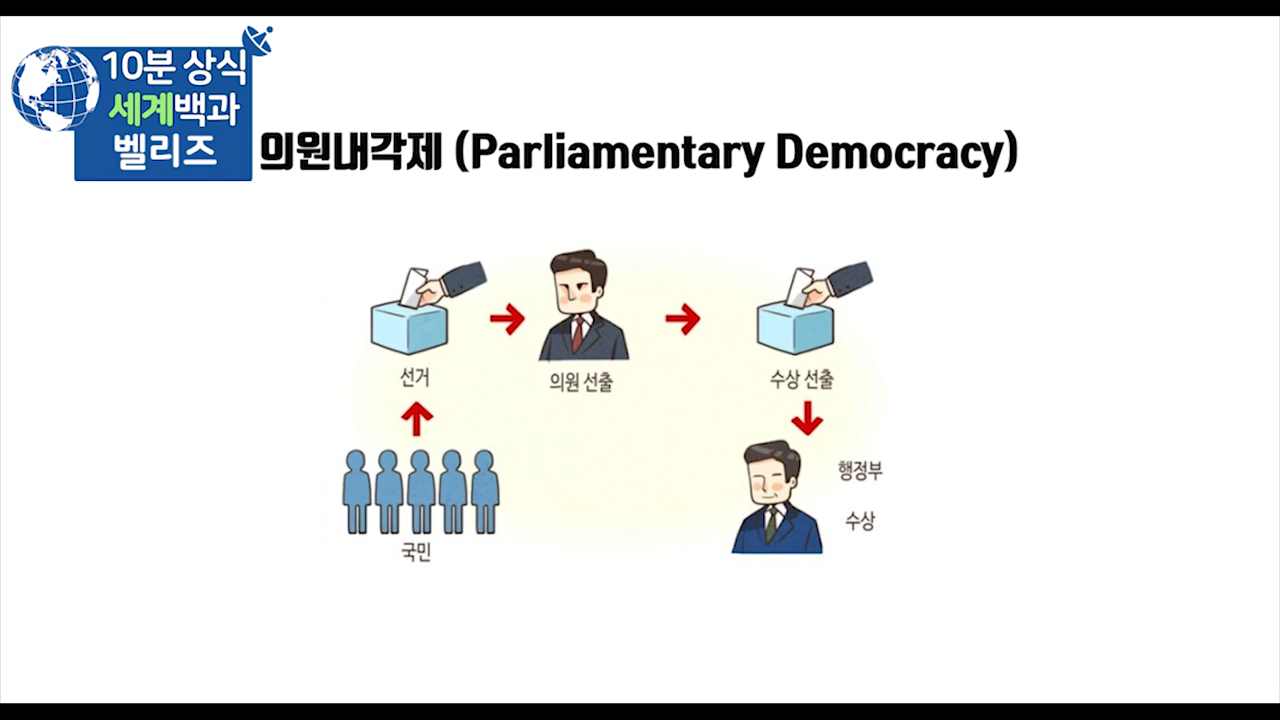 10분 상식
세계백과
벨리즈
의원내각제 (Parliamentary Democracy)
선거
의원 선출
수상 선출
행정부
수상
국민